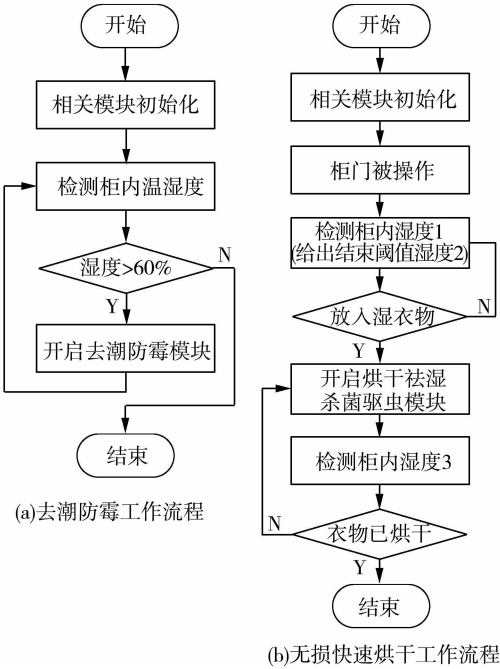 开始
相关模块初始化
检测柜内温湿度
湿度>60%
N
Y
开启去潮防霉模块
结束
(a)去潮防霉工作流程
开始
相关模块初始化
柜门被操作
检测柜内湿度1
(给出结束阈值湿度2)
放入湿衣物
N
Y
开启烘干祛湿
杀菌驱虫模块
检测柜内湿度3
衣物已烘干
N
Y
结束
(b)无损快速烘干工作流程